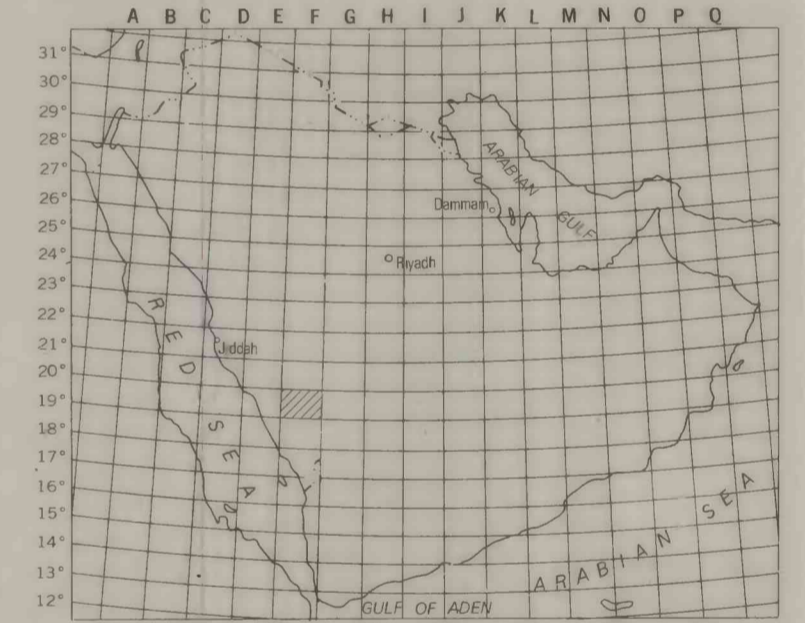 A B C D E F G H I J K L M N O P Q
31°
30°
29°
28°
27°
26°
25°
24°
23°
22°
21°
20°
19°
18°
17°
16°
15°
14°
13°
12°
ARABIAN GULF
Dammam
Riyadh
Jiddah
RED SEA
ARABIAN SEA
GULF OF ADEN